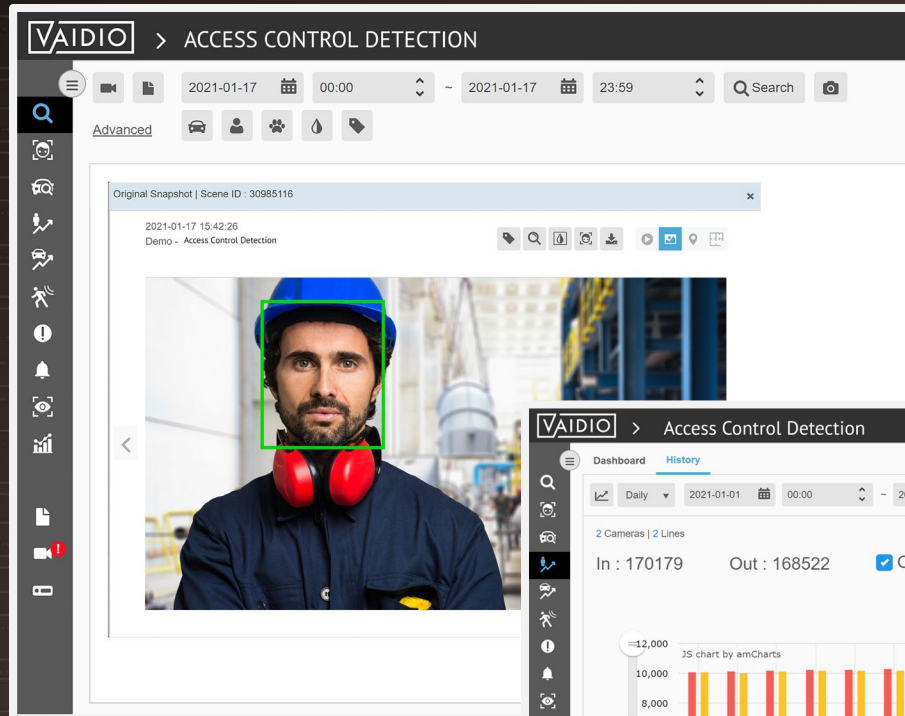 VAIDIO > ACCESS CONTROL DETECTION
2021-01-17 00:00 ~ 2021-01-17 23:59 Search
Advanced
Original Snapshot | Scene ID : 30985116 ×
2021-01-17 15:42:26
Demo - Access Control Detection
VAIDIO > Access Control Detection
Dashboard History
Daily 2021-01-01 00:00 ~
2 Cameras | 2 Lines
In : 170179 Out : 168522
12,000
JS chart by amCharts
10,000
8,000